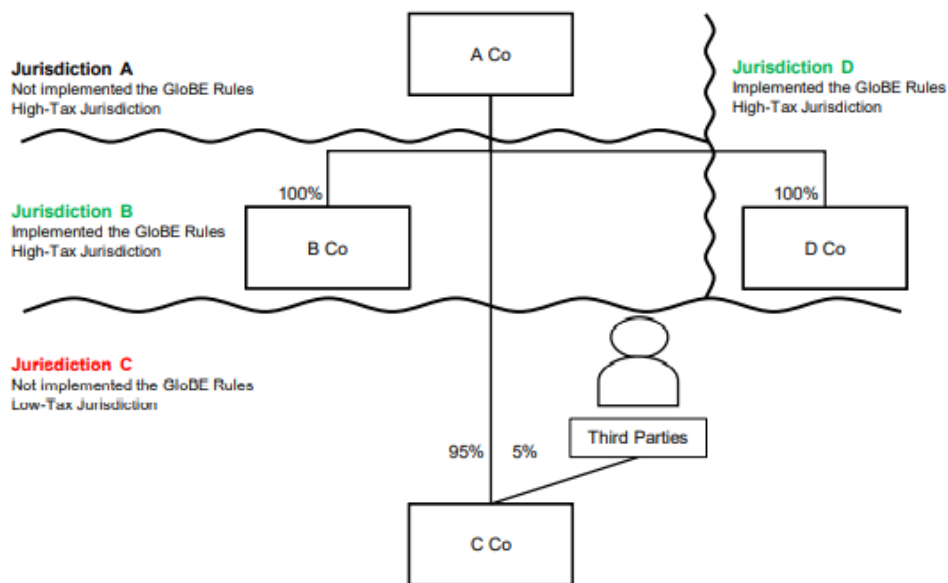 A Co
Jurisdiction A
Not implemented the GloBE Rules
High-Tax Jurisdiction
Jurisdiction D
Implemented the GloBE Rules
High-Tax Jurisdiction
100%
100%
Jurisdiction B
Implemented the GloBE Rules
High-Tax Jurisdiction
B Co
D Co
Jurisdiction C
Not implemented the GloBE Rules
Low-Tax Jurisdiction
Third Parties
95%
5%
C Co